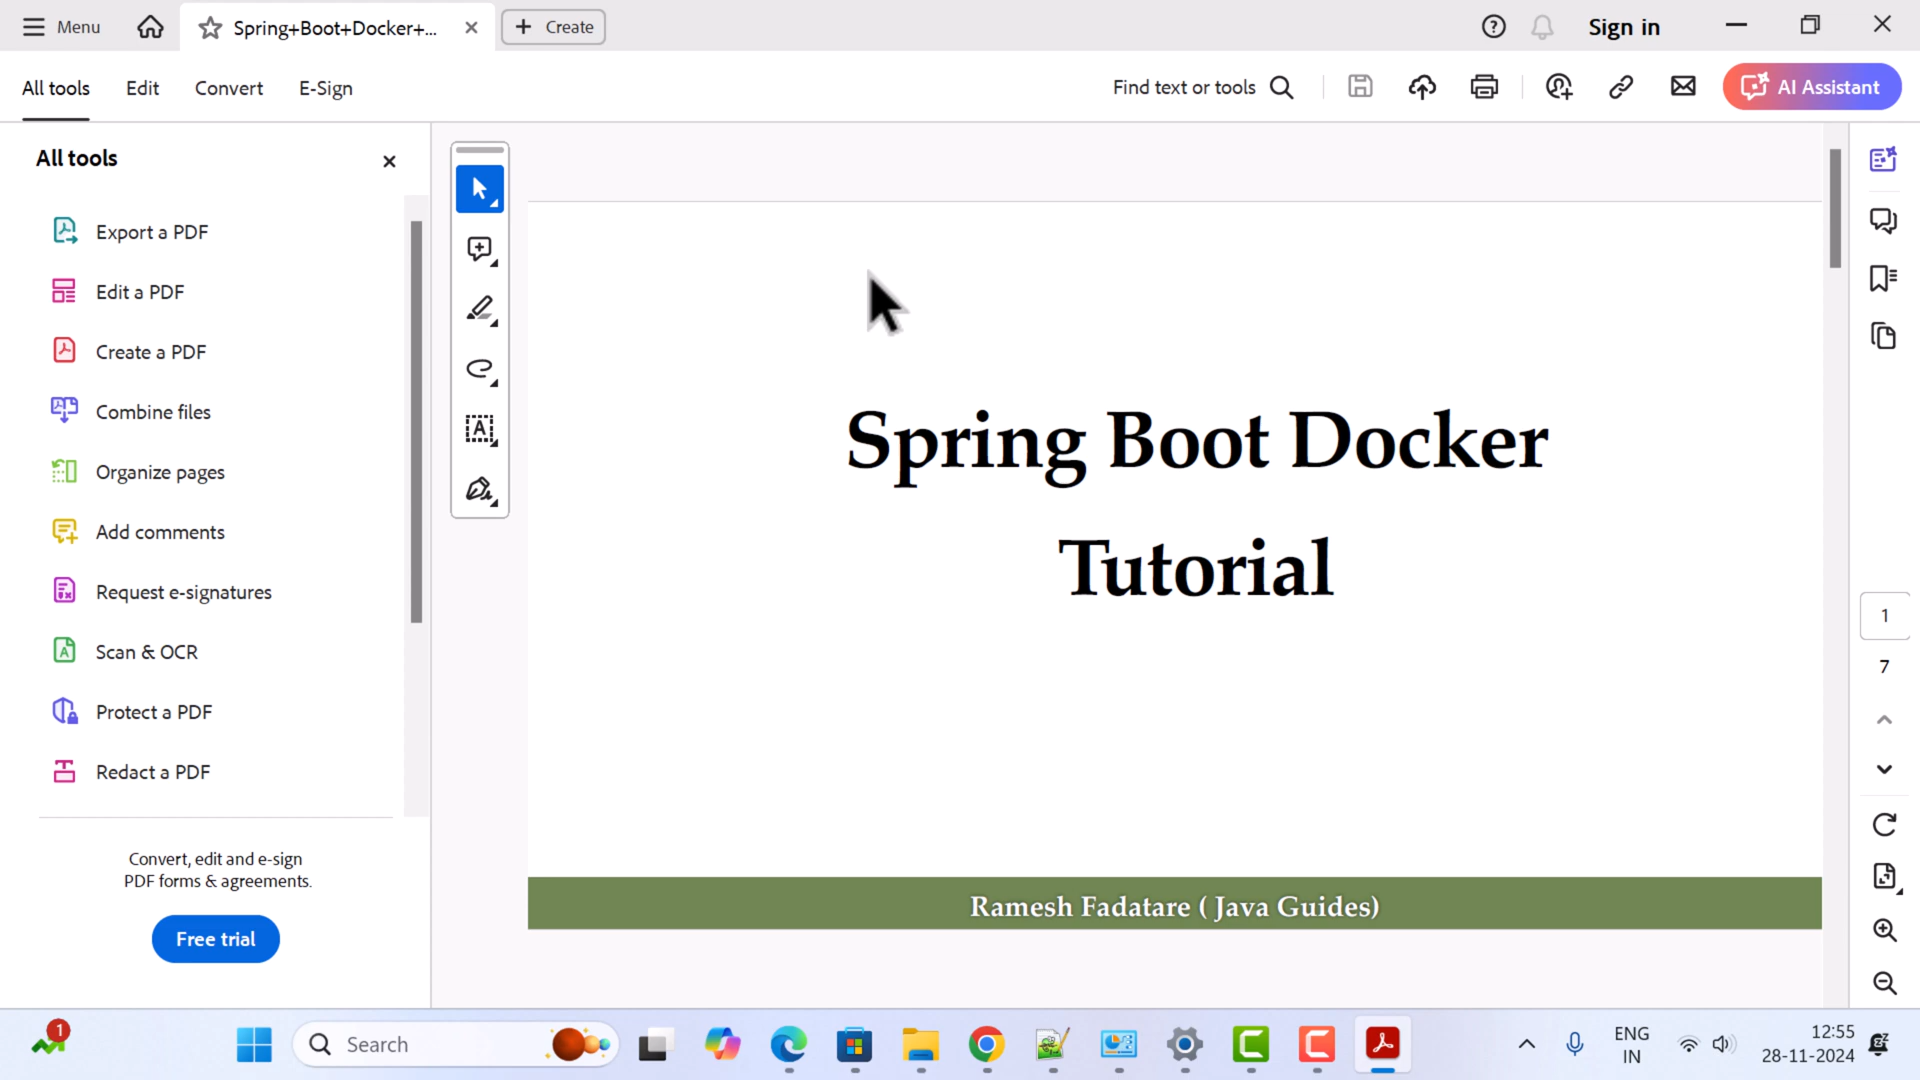 Menu
Spring+Boot+Docker+...
Create
Sign in
All tools
Edit
Convert
E-Sign
Find text or tools
AI Assistant
All tools
Export a PDF
Edit a PDF
Create a PDF
Combine files
Organize pages
Add comments
Request e-signatures
Scan & OCR
Protect a PDF
Redact a PDF
Convert, edit and e-sign
PDF forms & agreements.
Free trial
Spring Boot Docker
Tutorial
Ramesh Fadatare ( Java Guides)
1
7
1
Search
ENG
IN
12:55
28-11-2024